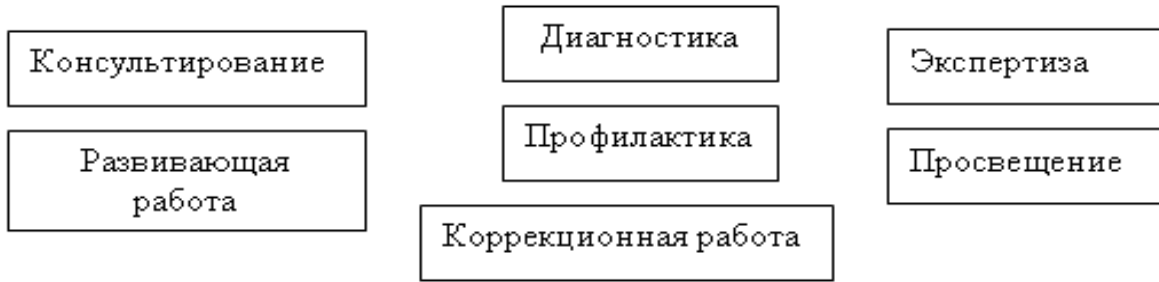 Консультирование
Диагностика
Экспертиза
Развивающая
работа
Профилактика
Просвещение
Коррекционная работа